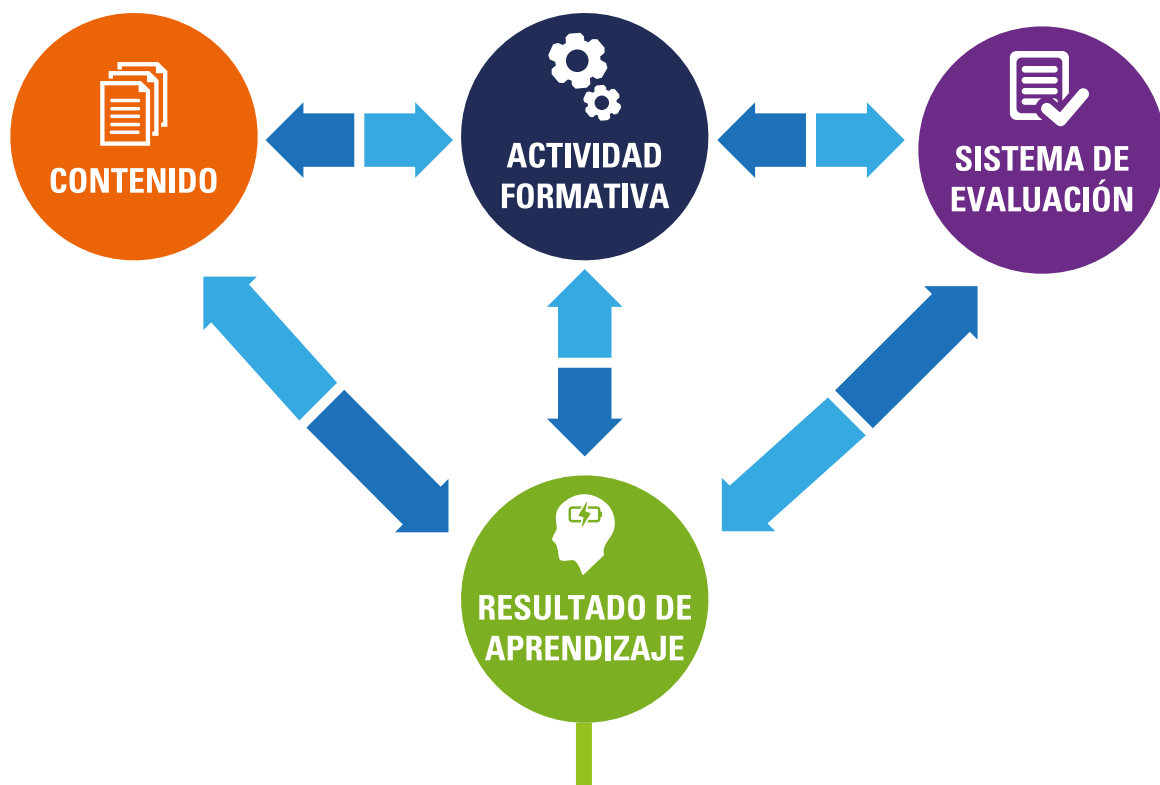 CONTENIDO
ACTIVIDAD
FORMATIVA
SISTEMA DE
EVALUACIÓN
RESULTADO DE
APRENDIZAJE